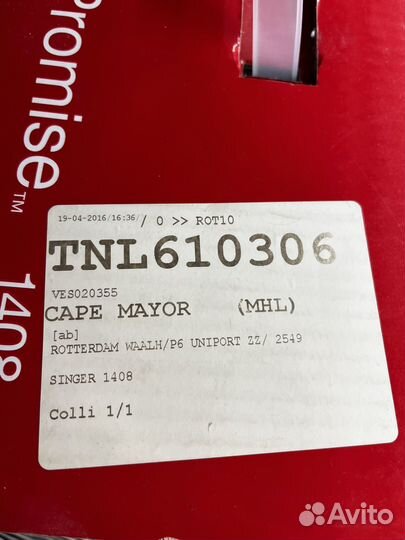 Promise™ 1408
19-04-2016/16:36/ / 0 >> ROT10
TNL610306
VES020355
CAPE MAYOR (MHL)
[ab]
ROTTERDAM WAALH/P6 UNIPORT ZZ/ 2549
SINGER 1408
Colli 1/1
Avito